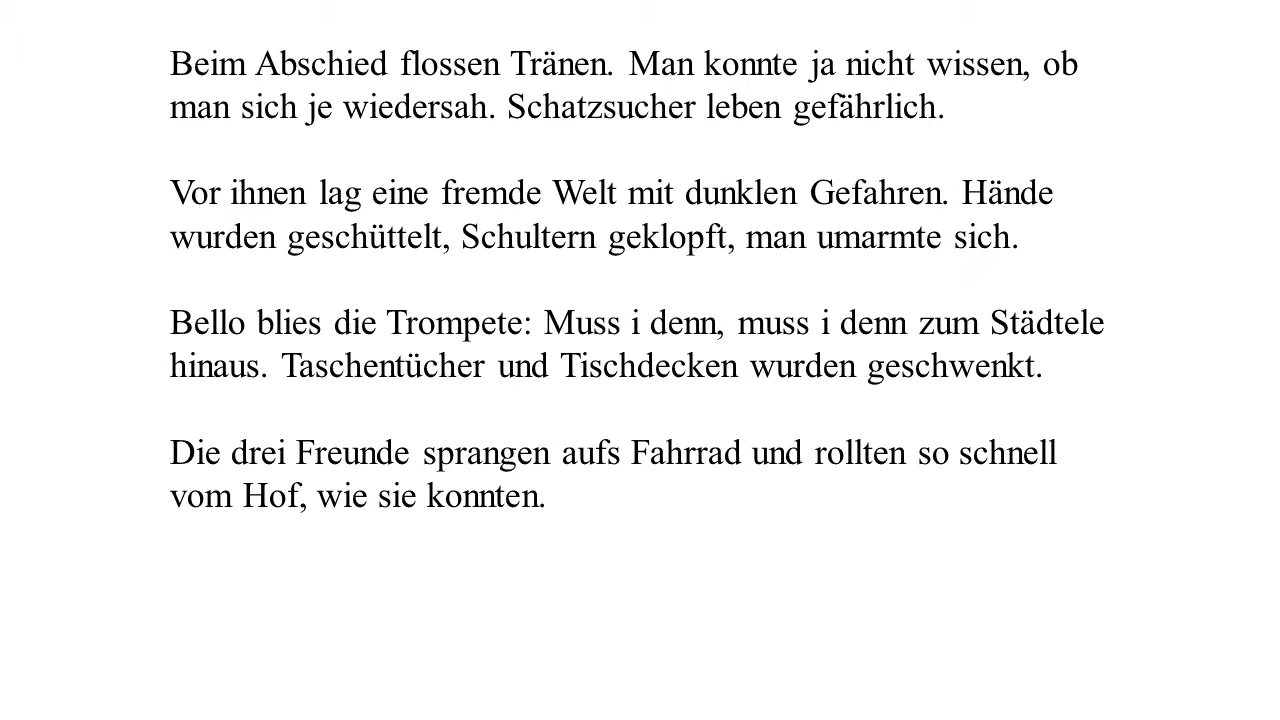 Beim Abschied flossen Tränen. Man konnte ja nicht wissen, ob
man sich je wiedersah. Schatzsucher leben gefährlich.
Vor ihnen lag eine fremde Welt mit dunklen Gefahren. Hände
wurden geschüttelt, Schultern geklopft, man umarmte sich.
Bello blies die Trompete: Muss i denn, muss i denn zum Städtele
hinaus. Taschentücher und Tischdecken wurden geschwenkt.
Die drei Freunde sprangen aufs Fahrrad und rollten so schnell
vom Hof, wie sie konnten.